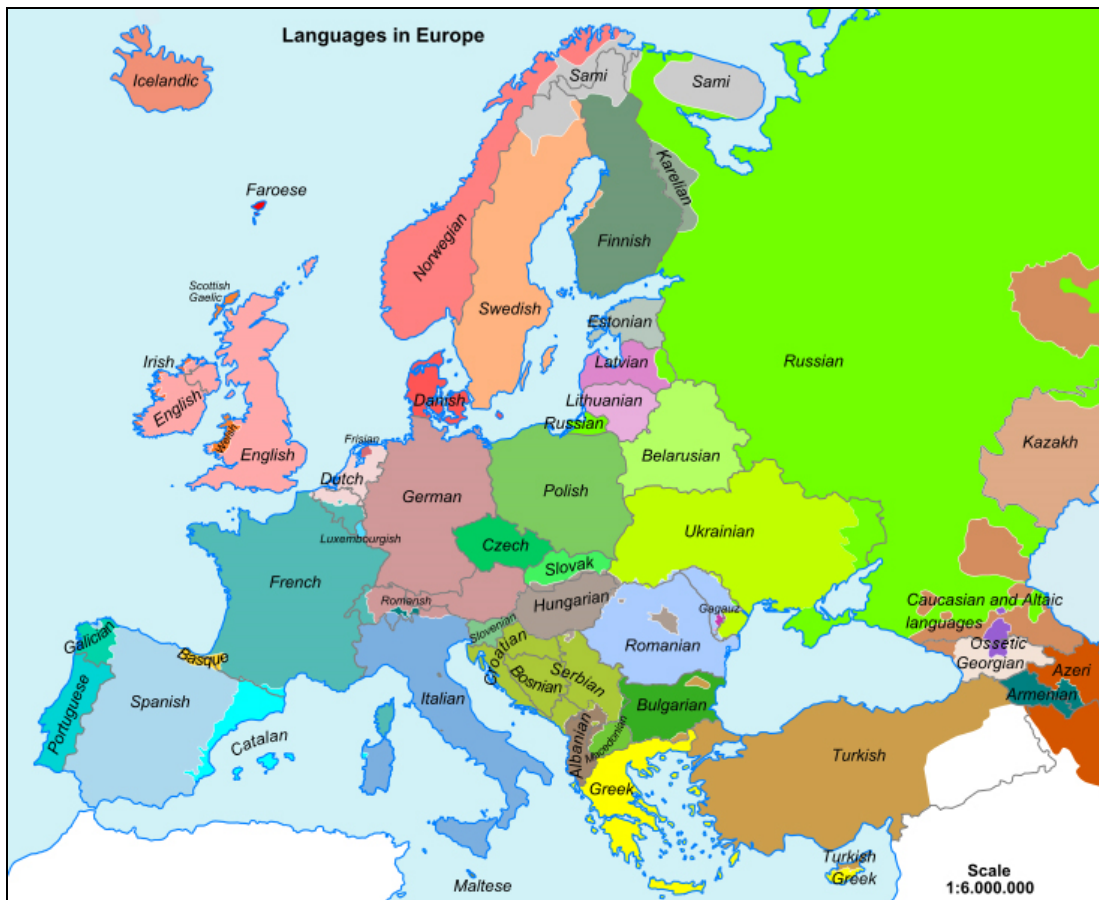 Languages in Europe
Icelandic
Sami
Sami
Faroese
Karelian
Norwegian
Finnish
Swedish
Scottish
Gaelic
Estonian
Irish
Latvian
Russian
English
Danish
Lithuanian
Russian
Welsh
English
Frisian
Dutch
German
Polish
Belarusian
Kazakh
Ukrainian
Luxembourgish
Czech
Slovak
French
Romansh
Hungarian
Gagauz
Caucasian and Altaic
languages
Galician
Slovenian
Croatian
Romanian
Ossetic
Georgian
Basque
Bosnian
Serbian
Azeri
Portuguese
Spanish
Italian
Bulgarian
Armenian
Catalan
Albanian
Macedonian
Turkish
Greek
Turkish
Greek
Maltese
Scale
1:6.000.000